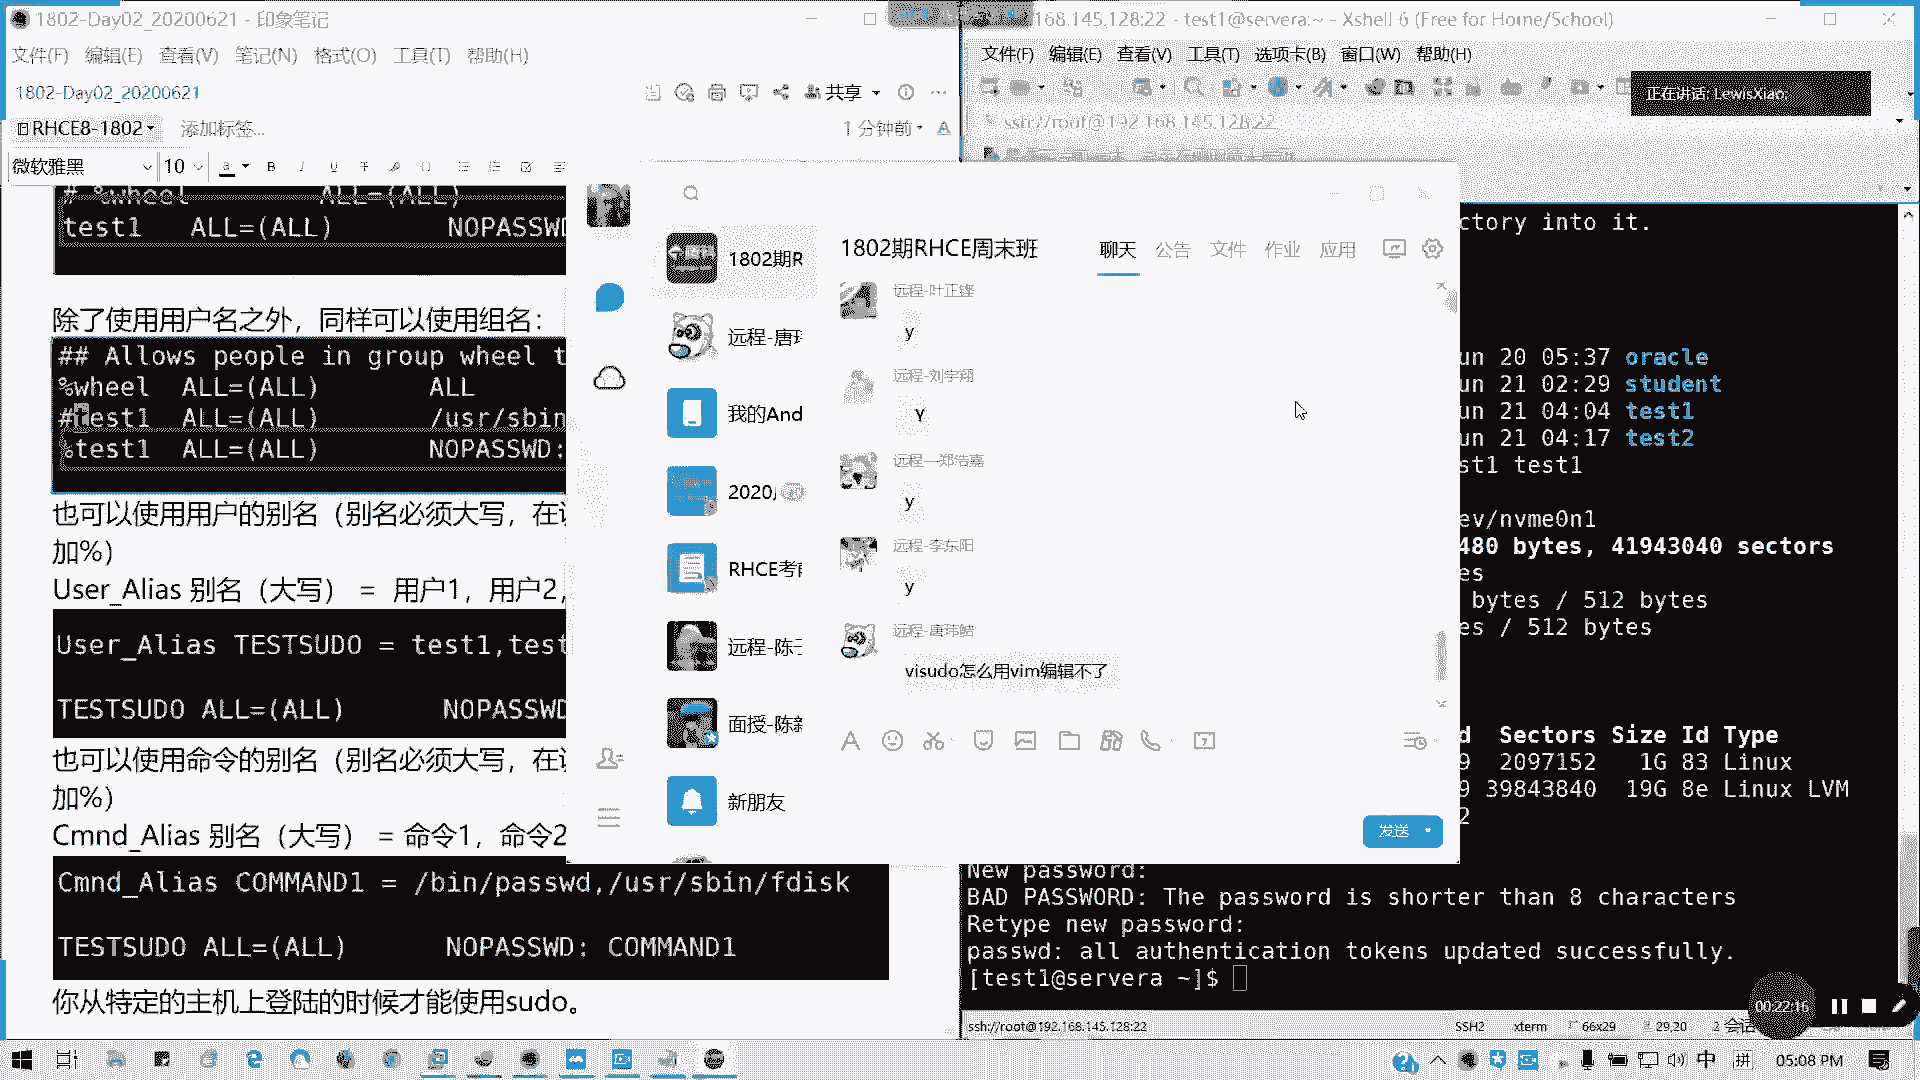 1802-Day02_20200621 - 印象笔记
文件(F) 编辑(E) 查看(V) 笔记(N) 格式(O) 工具(T) 帮助(H)
1802-Day02_20200621
共享
RHCE8-1802
添加标签...
1 分钟前
微软雅黑
10
# %wheel ALL=(ALL)
test1 ALL=(ALL) NOPASSWD
除了使用用户名之外，同样可以使用组名：
## Allows people in group wheel t
%wheel ALL=(ALL) ALL
#test1 ALL=(ALL) /usr/sbin
%test1 ALL=(ALL) NOPASSWD:
也可以使用用户的别名（别名必须大写，在
加%）
User_Alias 别名（大写） = 用户1，用户2，
User_Alias TESTSUDO = test1,test
TESTSUDO ALL=(ALL) NOPASSWD
也可以使用命令的别名（别名必须大写，在
加%）
Cmnd_Alias 别名（大写） = 命令1，命令2
Cmnd_Alias COMMAND1 = /bin/passwd,/usr/sbin/fdisk
TESTSUDO ALL=(ALL) NOPASSWD: COMMAND1
你从特定的主机上登陆的时候才能使用sudo。
1802期R
远程-唐
我的And
2020
RHCE考
远程-陈
面授-陈
新朋友
1802期RHCE周末班
聊天 公告 文件 作业 应用
远程-叶正铿
y
远程-刘宇翔
Y
远程—郑浩嘉
y
远程-李东阳
y
远程-唐玮
visudo怎么用vim编辑不了
发送
168.145.128:22 - test1@servera:~ - Xshell 6 (Free for Home/School)
文件(F) 编辑(E) 查看(V) 工具(T) 选项卡(B) 窗口(W) 帮助(H)
正在讲话: LewisXiao;
ssh://root@192.168.145.128:22
ctory into it.
un 20 05:37 oracle
un 21 02:29 student
un 21 04:04 test1
un 21 04:17 test2
st1 test1
ev/nvme0n1
480 bytes, 41943040 sectors
es
bytes / 512 bytes
es / 512 bytes
d Sectors Size Id Type
9 2097152 1G 83 Linux
9 39843840 19G 8e Linux LVM
2
New password:
BAD PASSWORD: The password is shorter than 8 characters
Retype new password:
passwd: all authentication tokens updated successfully.
[test1@servera ~]$
00:22:16
ssh://root@192.168.145.128:22
SSH2
xterm
66x29
29,20
2 会话
中
拼
05:08 PM